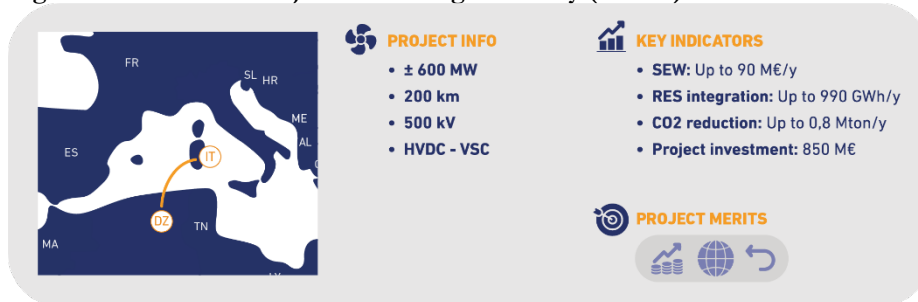 FR
SL
HR
ME
AL
ES
IT
DZ
TN
MA
PROJECT INFO
• ± 600 MW
• 200 km
• 500 kV
• HVDC - VSC
KEY INDICATORS
• SEW: Up to 90 M€/y
• RES integration: Up to 990 GWh/y
• CO2 reduction: Up to 0,8 Mton/y
• Project investment: 850 M€
PROJECT MERITS